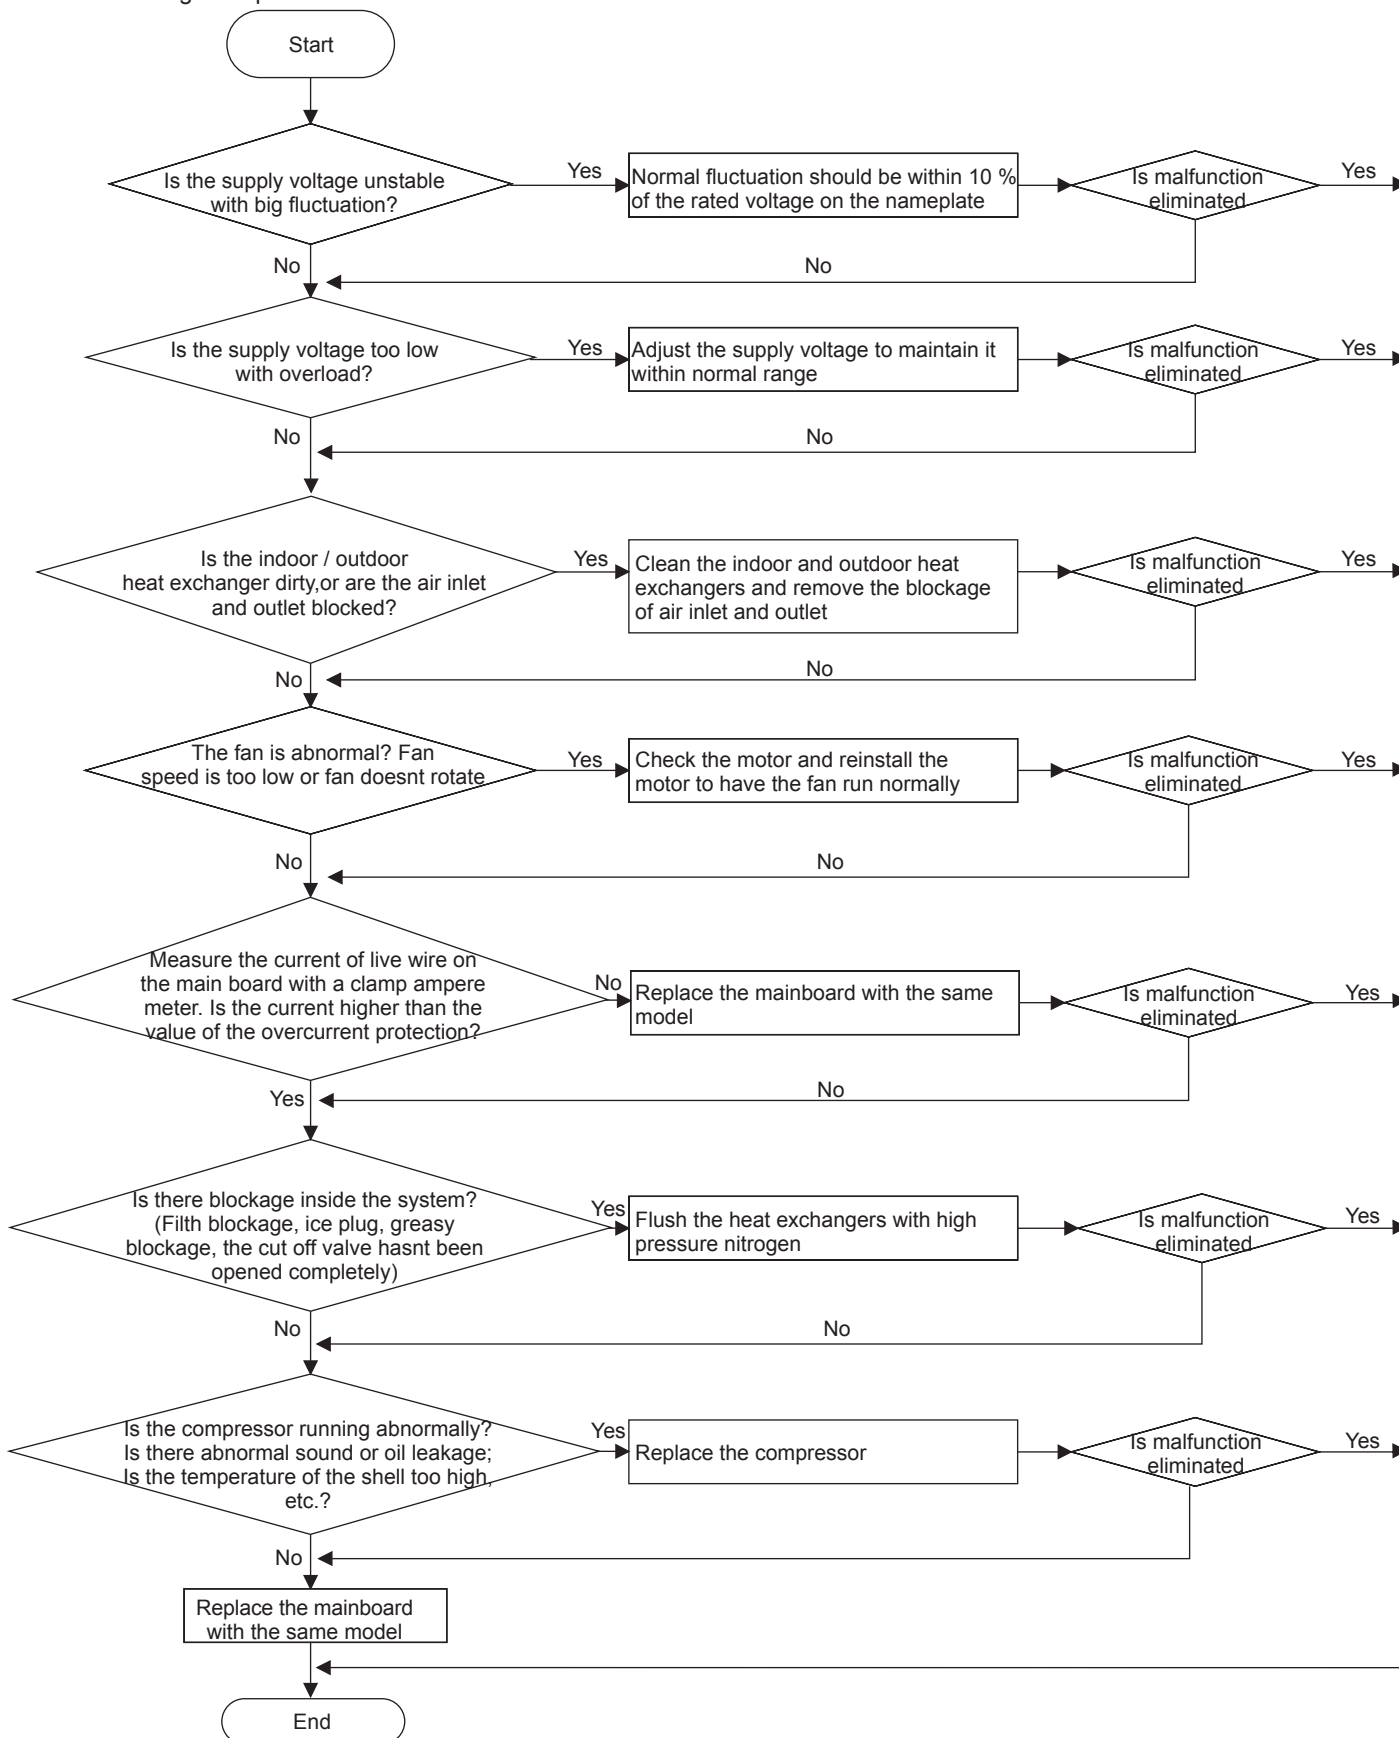 Start
Is the supply voltage unstable
with big fluctuation?
Yes
Normal fluctuation should be within 10 %
of the rated voltage on the nameplate
Is malfunction
eliminated
Yes
No
No
Is the supply voltage too low
with overload?
Yes
Adjust the supply voltage to maintain it
within normal range
Is malfunction
eliminated
Yes
No
No
Is the indoor / outdoor
heat exchanger dirty,or are the air inlet
and outlet blocked?
Yes
Clean the indoor and outdoor heat
exchangers and remove the blockage
of air inlet and outlet
Is malfunction
eliminated
Yes
No
No
The fan is abnormal? Fan
speed is too low or fan doesnt rotate
Yes
Check the motor and reinstall the
motor to have the fan run normally
Is malfunction
eliminated
Yes
No
No
Measure the current of live wire on
the main board with a clamp ampere
meter. Is the current higher than the
value of the overcurrent protection?
No
Replace the mainboard with the same
model
Is malfunction
eliminated
Yes
Yes
No
Is there blockage inside the system?
(Filth blockage, ice plug, greasy
blockage, the cut off valve hasnt been
opened completely)
Yes
Flush the heat exchangers with high
pressure nitrogen
Is malfunction
eliminated
Yes
No
No
Is the compressor running abnormally?
Is there abnormal sound or oil leakage;
Is the temperature of the shell too high,
etc.?
Yes
Replace the compressor
Is malfunction
eliminated
Yes
No
Replace the mainboard
with the same model
End